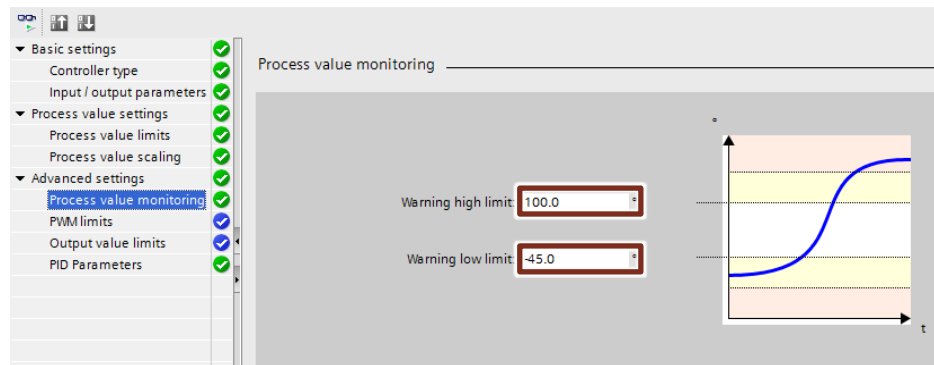 Basic settings
Controller type
Input / output parameters
Process value settings
Process value limits
Process value scaling
Advanced settings
Process value monitoring
PWM limits
Output value limits
PID Parameters
Process value monitoring
°
Warning high limit: 100.0 °
Warning low limit: -45.0 °
t